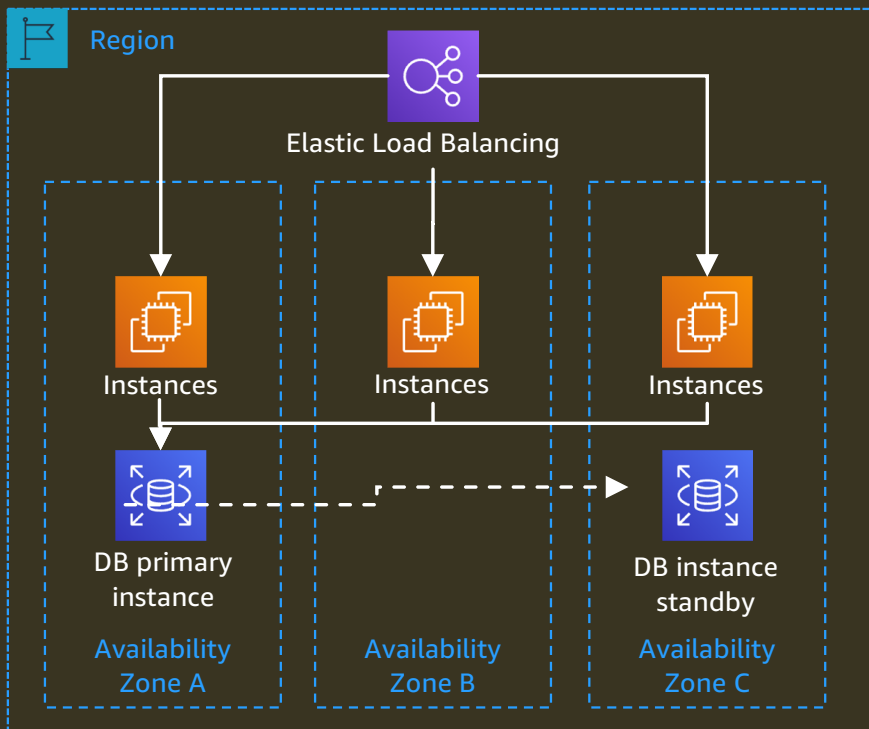 Region
Elastic Load Balancing
Instances
Instances
Instances
DB primary
instance
DB instance
standby
Availability
Zone A
Availability
Zone B
Availability
Zone C